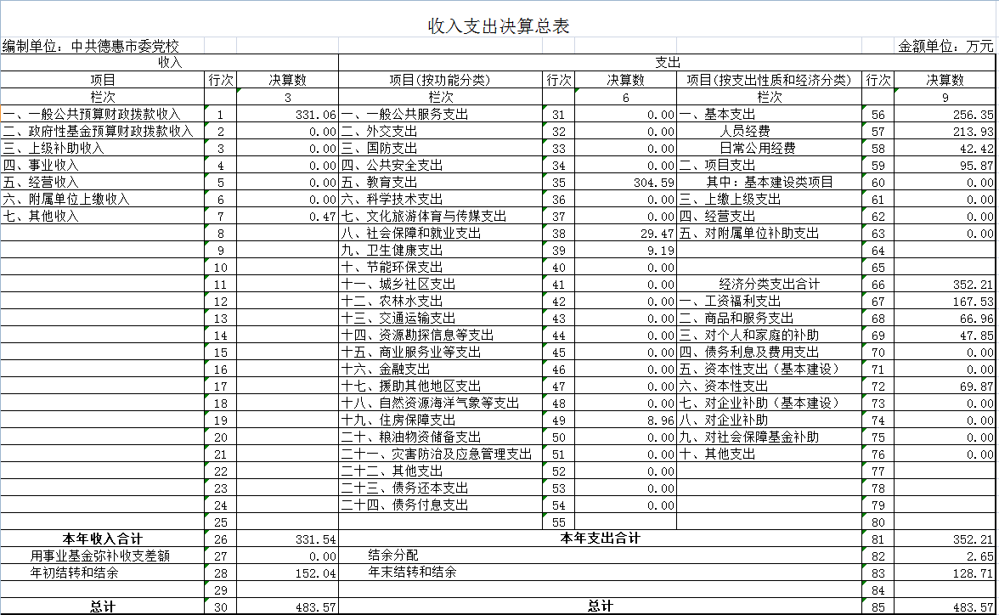 收入支出决算总表
编制单位：中共德惠市委党校 金额单位：万元
收入 支出
项目 行次 决算数 项目(按功能分类) 行次 决算数 项目(按支出性质和经济分类) 行次 决算数
栏次 3 栏次 6 栏次 9
一、一般公共预算财政拨款收入 1 331.06 一、一般公共服务支出 31 0.00 一、基本支出 56 256.35
二、政府性基金预算财政拨款收入 2 0.00 二、外交支出 32 0.00 人员经费 57 213.93
三、上级补助收入 3 0.00 三、国防支出 33 0.00 日常公用经费 58 42.42
四、事业收入 4 0.00 四、公共安全支出 34 0.00 二、项目支出 59 95.87
五、经营收入 5 0.00 五、教育支出 35 304.59 其中：基本建设类项目 60 0.00
六、附属单位上缴收入 6 0.00 六、科学技术支出 36 0.00 三、上缴上级支出 61 0.00
七、其他收入 7 0.47 七、文化旅游体育与传媒支出 37 0.00 四、经营支出 62 0.00
8 八、社会保障和就业支出 38 29.47 五、对附属单位补助支出 63 0.00
9 九、卫生健康支出 39 9.19 64
10 十、节能环保支出 40 0.00 65
11 十一、城乡社区支出 41 0.00 经济分类支出合计 66 352.21
12 十二、农林水支出 42 0.00 一、工资福利支出 67 167.53
13 十三、交通运输支出 43 0.00 二、商品和服务支出 68 66.96
14 十四、资源勘探信息等支出 44 0.00 三、对个人和家庭的补助 69 47.85
15 十五、商业服务业等支出 45 0.00 四、债务利息及费用支出 70 0.00
16 十六、金融支出 46 0.00 五、资本性支出（基本建设） 71 0.00
17 十七、援助其他地区支出 47 0.00 六、资本性支出 72 69.87
18 十八、自然资源海洋气象等支出 48 0.00 七、对企业补助（基本建设） 73 0.00
19 十九、住房保障支出 49 8.96 八、对企业补助 74 0.00
20 二十、粮油物资储备支出 50 0.00 九、对社会保障基金补助 75 0.00
21 二十一、灾害防治及应急管理支出 51 0.00 十、其他支出 76 0.00
22 二十二、其他支出 52 0.00 77
23 二十三、债务还本支出 53 0.00 78
24 二十四、债务付息支出 54 0.00 79
25 55 80
本年收入合计 26 331.54 本年支出合计 81 352.21
用事业基金弥补收支差额 27 0.00 结余分配 82 2.65
年初结转和结余 28 152.04 年末结转和结余 83 128.71
29 84
总计 30 483.57 总计 85 483.57